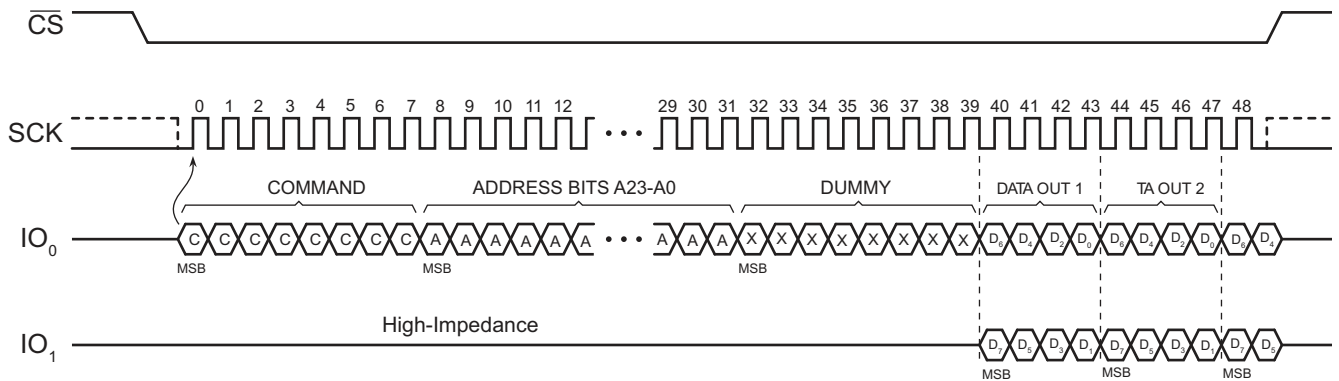 CS
0 1 2 3 4 5 6 7 8 9 10 11 12 29 30 31 32 33 34 35 36 37 38 39 40 41 42 43 44 45 46 47 48
SCK
COMMAND ADDRESS BITS A23-A0 DUMMY DATA OUT 1 TA OUT 2
IO0 C C C C C C C C A A A A A A A A A X X X X X X X X D6 D4 D2 D0 D6 D4 D2 D0 D6 D4
MSB MSB MSB
High-Impedance
IO1 D7 D5 D3 D1 D7 D5 D3 D1 D7 D5
MSB MSB MSB